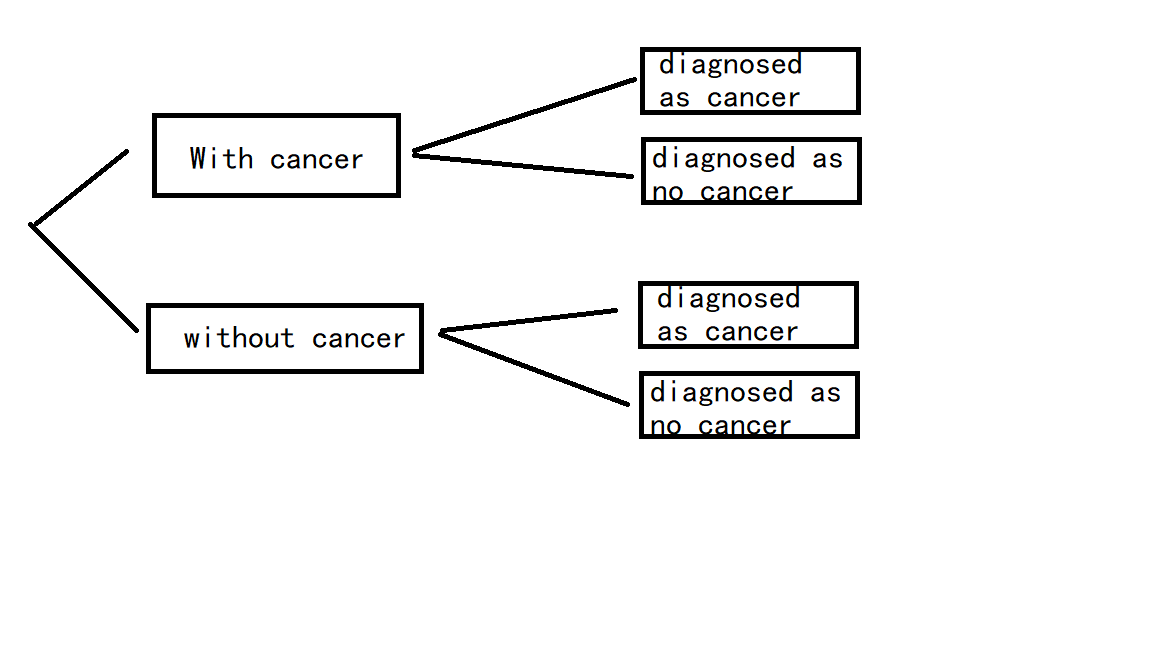 diagnosed
as cancer
With cancer
diagnosed as
no cancer
diagnosed
as cancer
without cancer
diagnosed as
no cancer